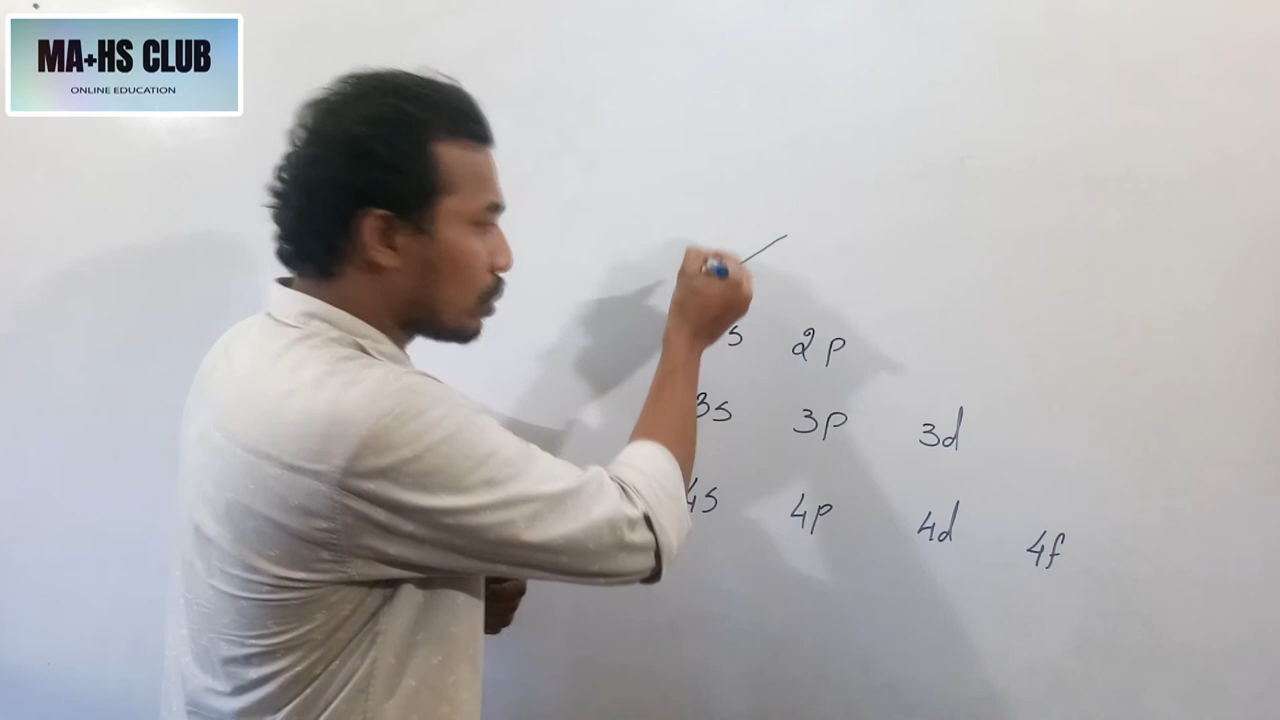 MA+HS CLUB
ONLINE EDUCATION
s 2p
3s 3p 3d
4s 4p 4d 4f